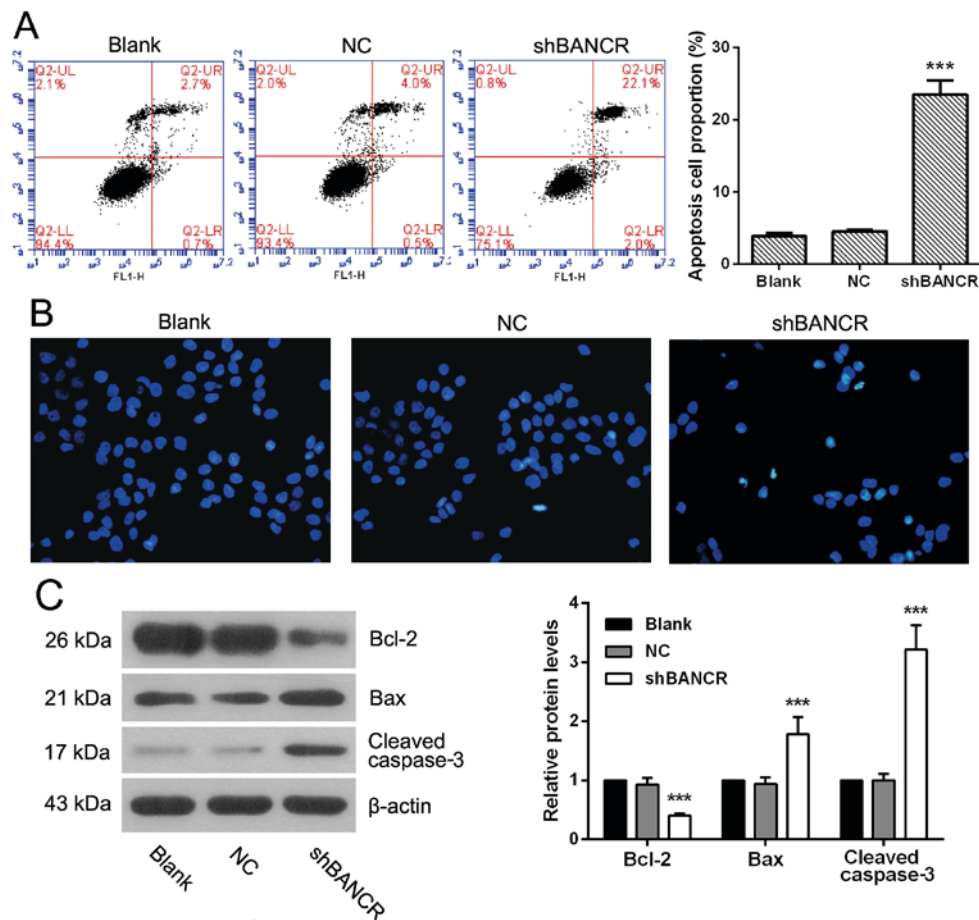 A
Blank
NC
shBANCR
Q2-UL
2.1%
Q2-UR
2.7%
Q2-LL
94.4%
Q2-LR
0.7%
FL1-H
Q2-UL
2.0%
Q2-UR
4.0%
Q2-LL
93.4%
Q2-LR
0.5%
FL1-H
Q2-UL
0.8%
Q2-UR
22.1%
Q2-LL
75.1%
Q2-LR
2.0%
FL1-H
Apoptosis cell proportion (%)
30
20
10
0
***
Blank
NC
shBANCR
B
Blank
NC
shBANCR
C
26 kDa
Bcl-2
21 kDa
Bax
17 kDa
Cleaved
caspase-3
43 kDa
β-actin
Blank
NC
shBANCR
Relative protein levels
4
3
2
1
0
Blank
NC
shBANCR
***
***
***
Bcl-2
Bax
Cleaved
caspase-3